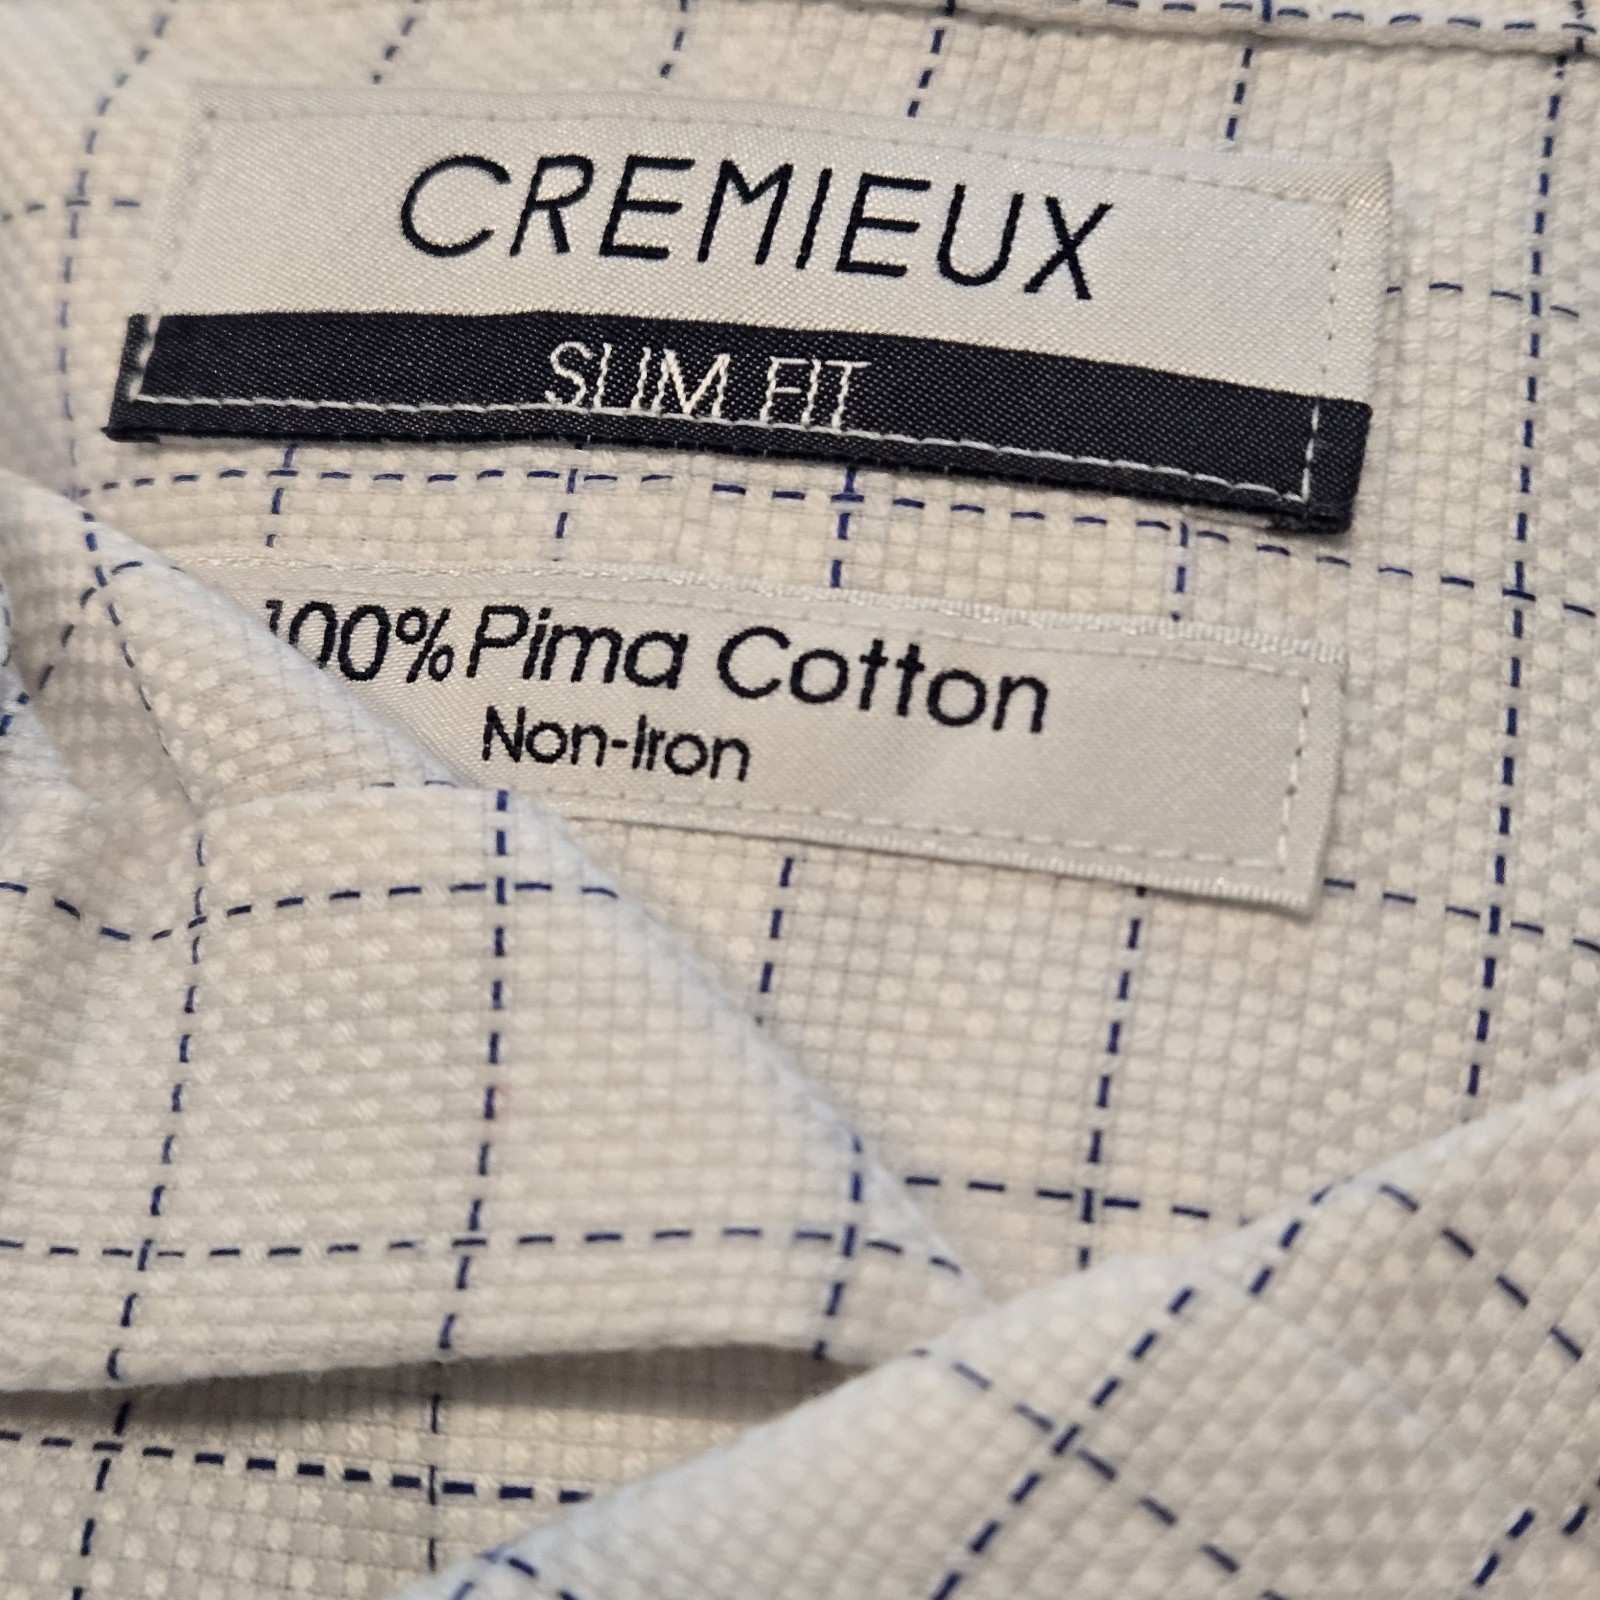 CREMIEUX
SLIM FIT
100% Pima Cotton
Non-Iron